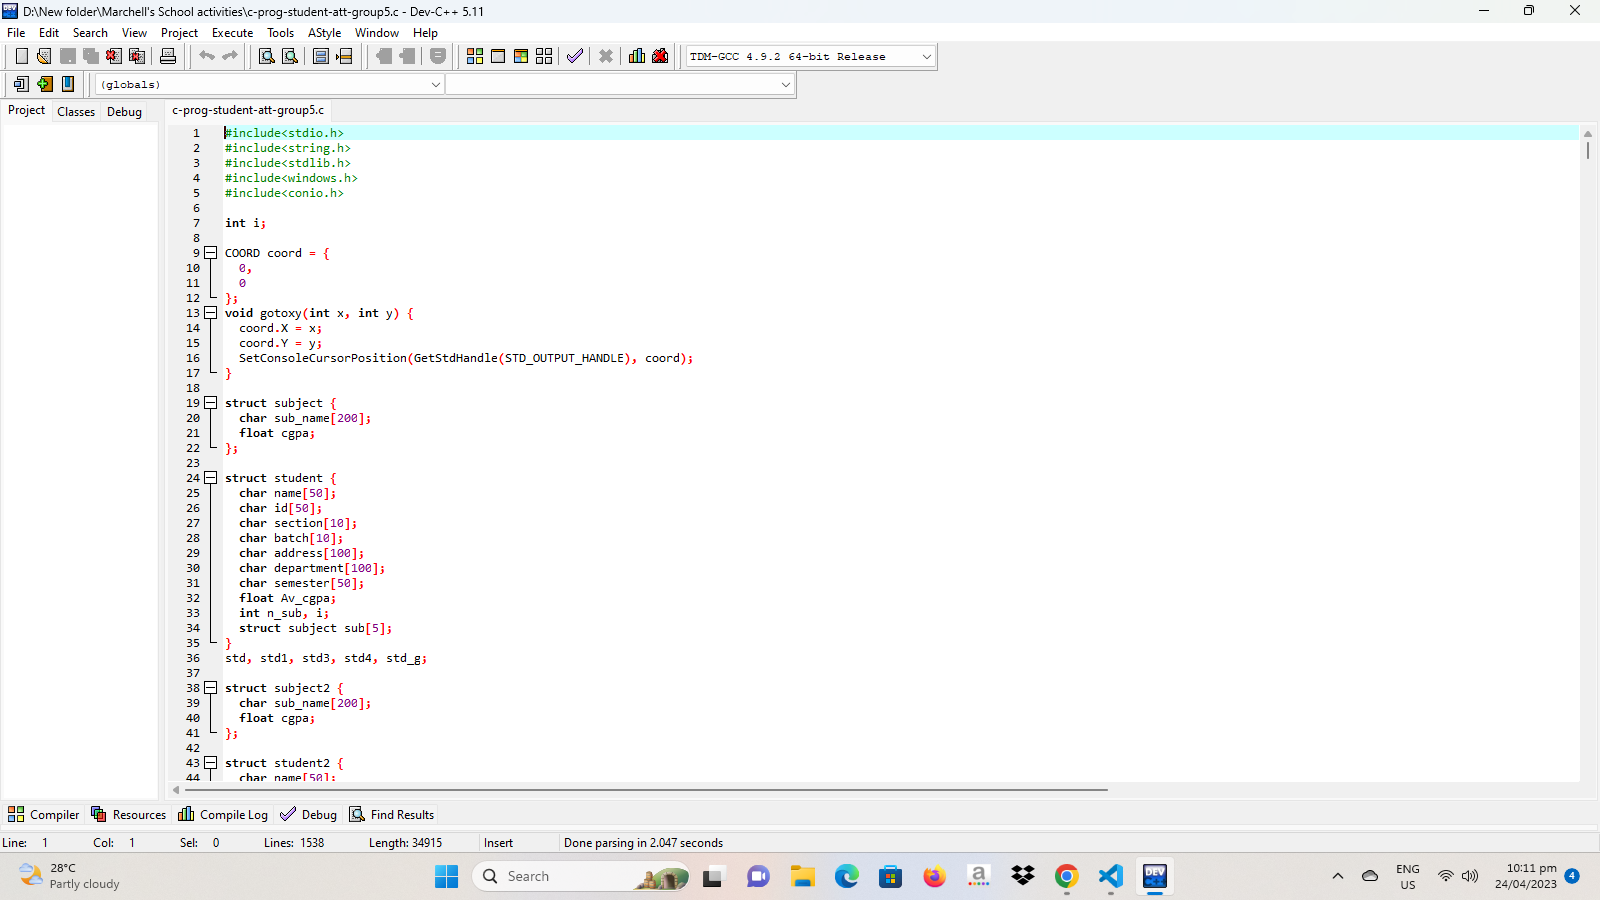 D:\New folder\Marchell's School activities\c-prog-student-att-group5.c - Dev-C++ 5.11
File Edit Search View Project Execute Tools AStyle Window Help
TDM-GCC 4.9.2 64-bit Release
(globals)
Project Classes Debug c-prog-student-att-group5.c
1 #include<stdio.h>
2 #include<string.h>
3 #include<stdlib.h>
4 #include<windows.h>
5 #include<conio.h>
6
7 int i;
8
9 COORD coord = {
10 0,
11 0
12 };
13 void gotoxy(int x, int y) {
14 coord.X = x;
15 coord.Y = y;
16 SetConsoleCursorPosition(GetStdHandle(STD_OUTPUT_HANDLE), coord);
17 }
18
19 struct subject {
20 char sub_name[200];
21 float cgpa;
22 };
23
24 struct student {
25 char name[50];
26 char id[50];
27 char section[10];
28 char batch[10];
29 char address[100];
30 char department[100];
31 char semester[50];
32 float Av_cgpa;
33 int n_sub, i;
34 struct subject sub[5];
35 }
36 std, std1, std3, std4, std_g;
37
38 struct subject2 {
39 char sub_name[200];
40 float cgpa;
41 };
42
43 struct student2 {
44 char name[50];
Compiler Resources Compile Log Debug Find Results
Line: 1 Col: 1 Sel: 0 Lines: 1538 Length: 34915 Insert Done parsing in 2.047 seconds
28°C
Partly cloudy
Search
a
DEV
ENG
US
10:11 pm
24/04/2023
4